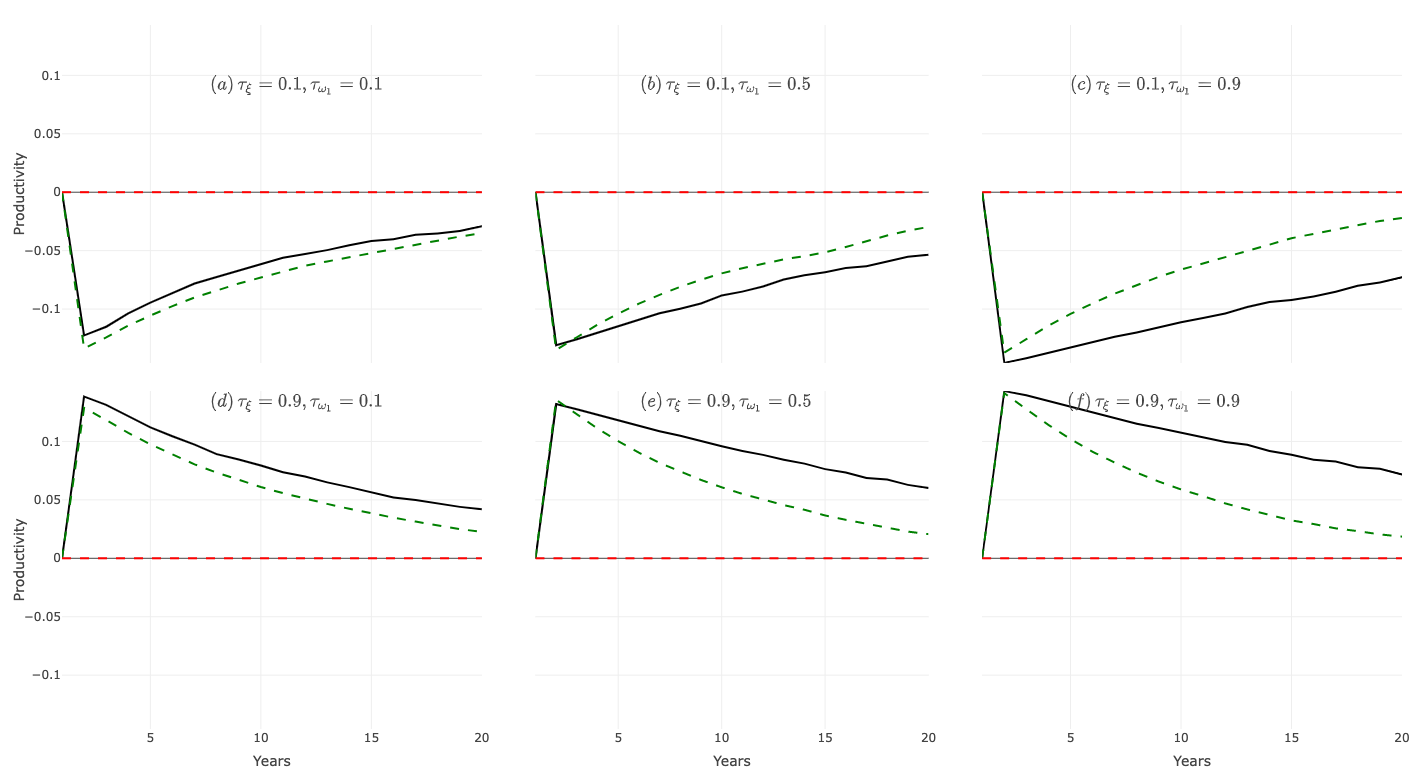 (a) τ_ξ = 0.1, τ_ω₁ = 0.1
(b) τ_ξ = 0.1, τ_ω₁ = 0.5
(c) τ_ξ = 0.1, τ_ω₁ = 0.9
0.1
0.05
0
−0.05
−0.1
Productivity
(d) τ_ξ = 0.9, τ_ω₁ = 0.1
(e) τ_ξ = 0.9, τ_ω₁ = 0.5
(f) τ_ξ = 0.9, τ_ω₁ = 0.9
0.1
0.05
0
−0.05
−0.1
Productivity
5 10 15 20
5 10 15 20
5 10 15 20
Years
Years
Years